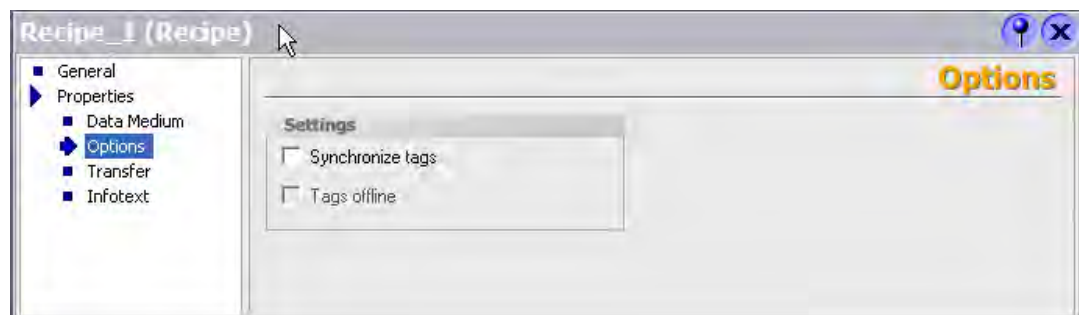 Recipe_1 (Recipe)
General
Properties
Data Medium
Options
Transfer
Infotext
Options
Settings
Synchronize tags
Tags offline